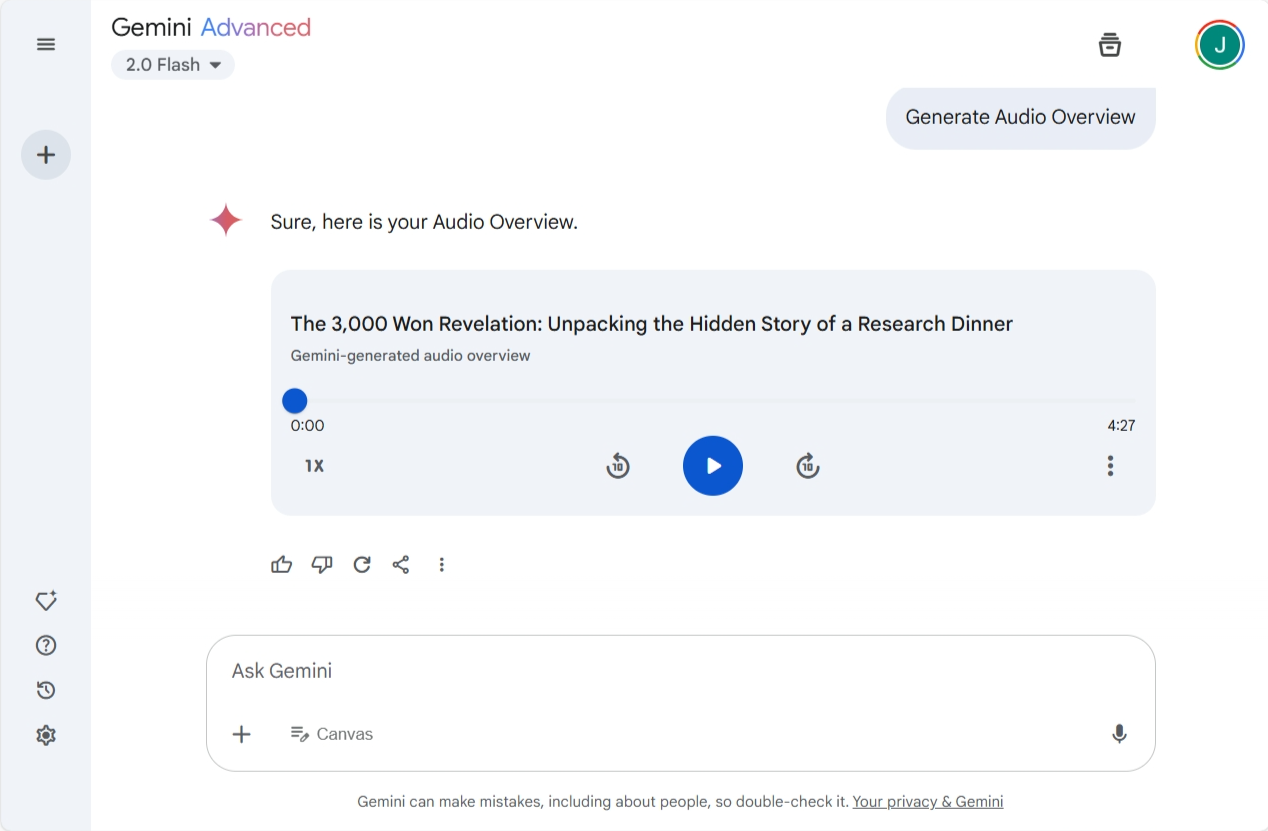 Gemini Advanced
2.0 Flash
J
Generate Audio Overview
Sure, here is your Audio Overview.
The 3,000 Won Revelation: Unpacking the Hidden Story of a Research Dinner
Gemini-generated audio overview
0:00
4:27
1X
10
10
Ask Gemini
Canvas
Gemini can make mistakes, including about people, so double-check it. Your privacy & Gemini